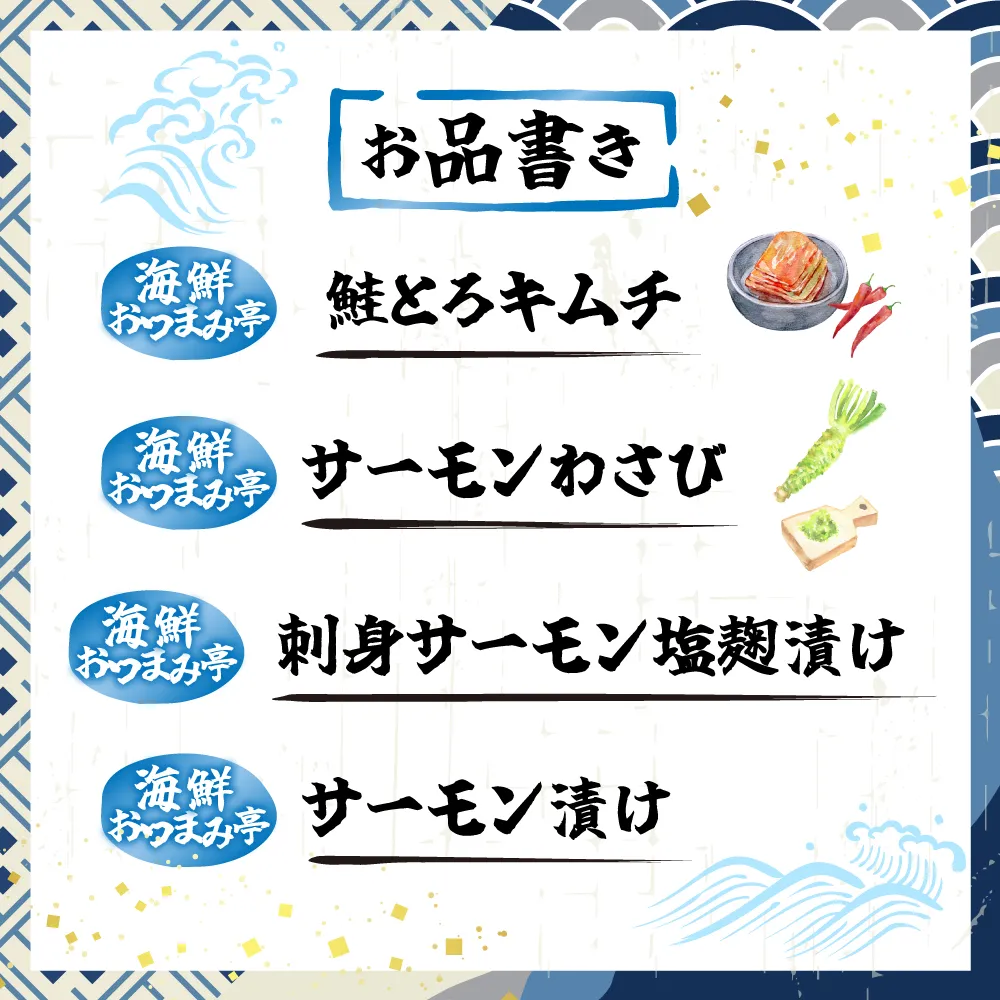 お品書き
海鮮
おつまみ亭
鮭とろキムチ
海鮮
おつまみ亭
サーモンわさび
海鮮
おつまみ亭
刺身サーモン塩麹漬け
海鮮
おつまみ亭
サーモン漬け